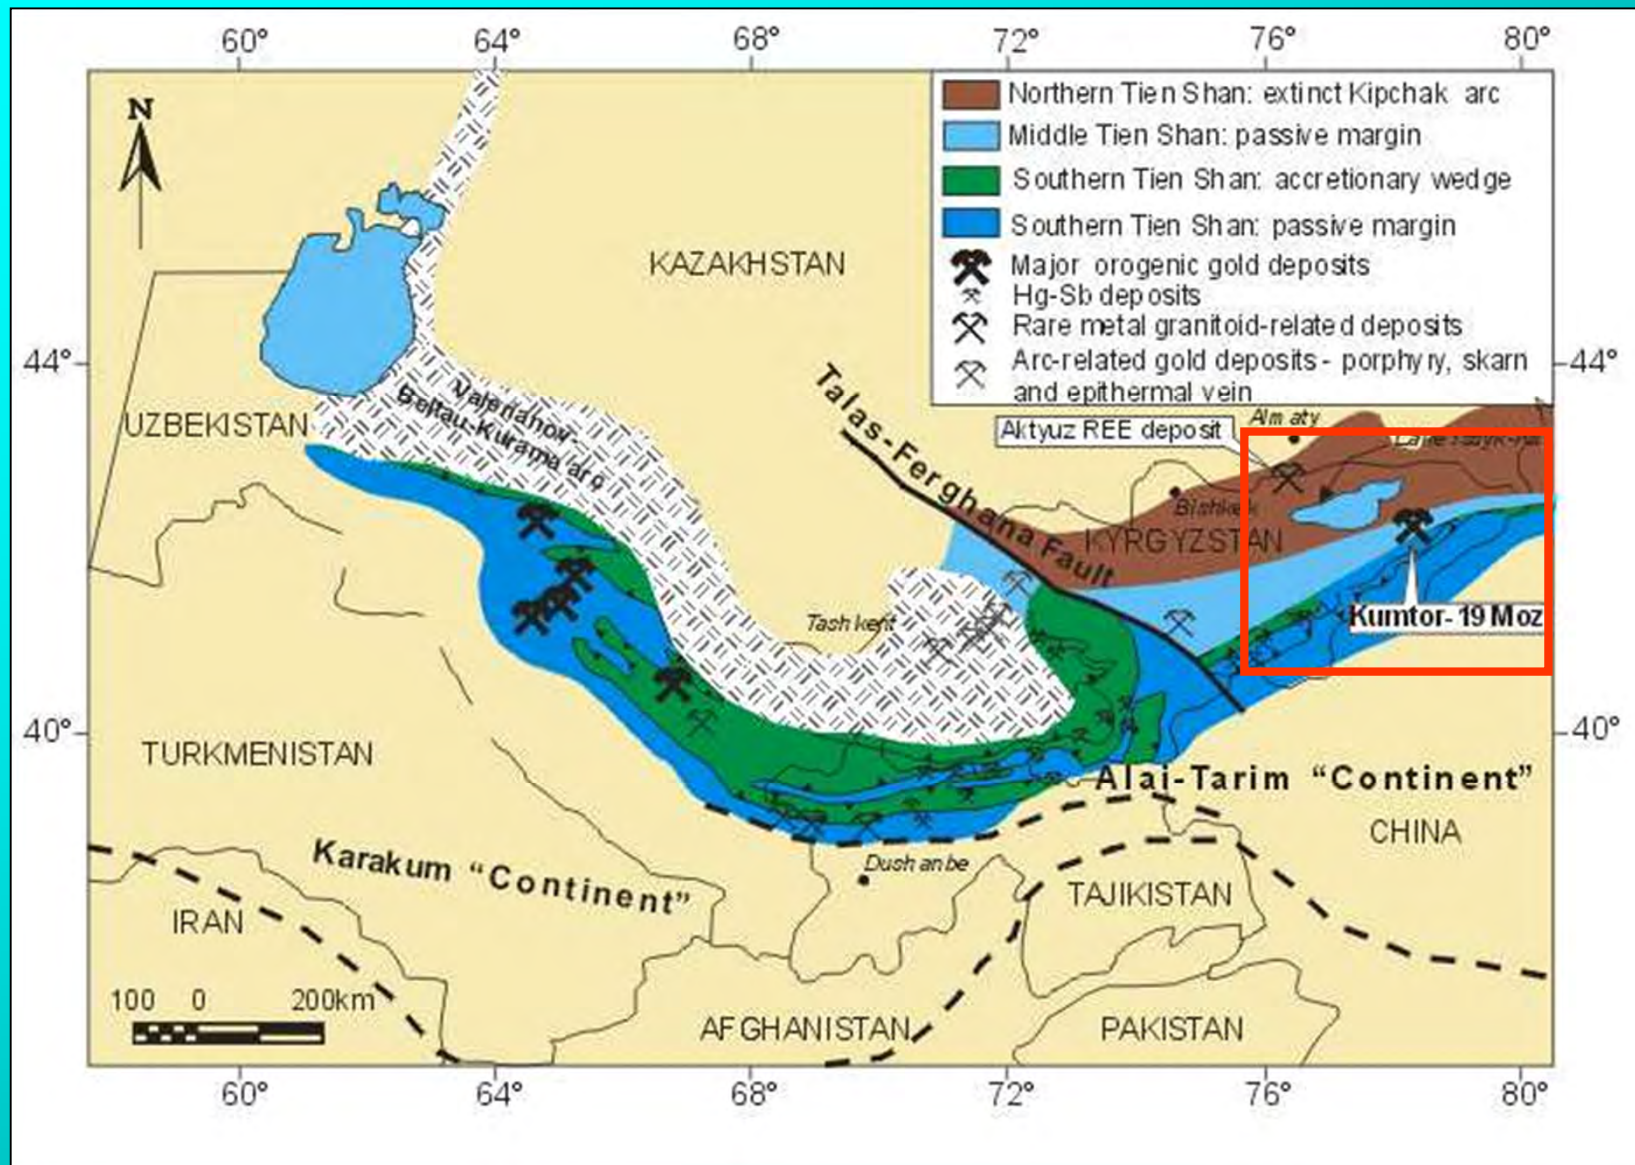 60° 64° 68° 72° 76° 80°
N
Northern Tien Shan: extinct Kipchak arc
Middle Tien Shan: passive margin
Southern Tien Shan: accretionary wedge
Southern Tien Shan: passive margin
Major orogenic gold deposits
Hg-Sb deposits
Rare metal granitoid-related deposits
Arc-related gold deposits - porphyry, skarn
and epithermal vein
KAZAKHSTAN
44° 44°
UZBEKISTAN
Valerianov-
Beltau-Kurama arc
Talas-Ferghana Fault
Aktyuz REE deposit
Almaty
Bishkek
KYRGYZSTAN
Kumtor- 19 Moz
Tashkent
40° 40°
TURKMENISTAN
Alai-Tarim “Continent”
CHINA
Karakum “Continent”
Dushanbe
TAJIKISTAN
IRAN
100 0 200km
AFGHANISTAN
PAKISTAN
60° 64° 68° 72° 76° 80°